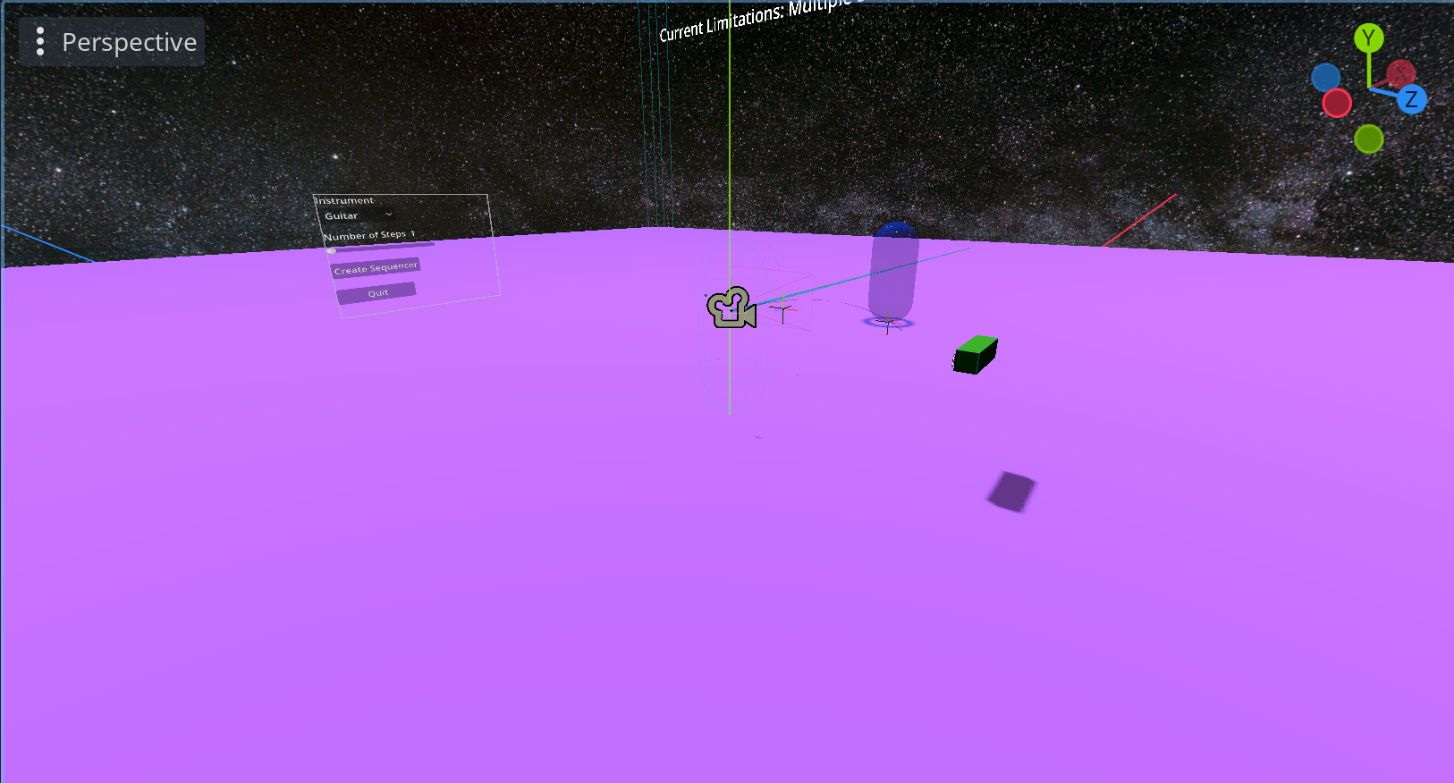 Perspective
Current Limitations: Multiple
Y
Z
Instrument
Guitar
Number of Steps 1
Create Sequencer
Quit